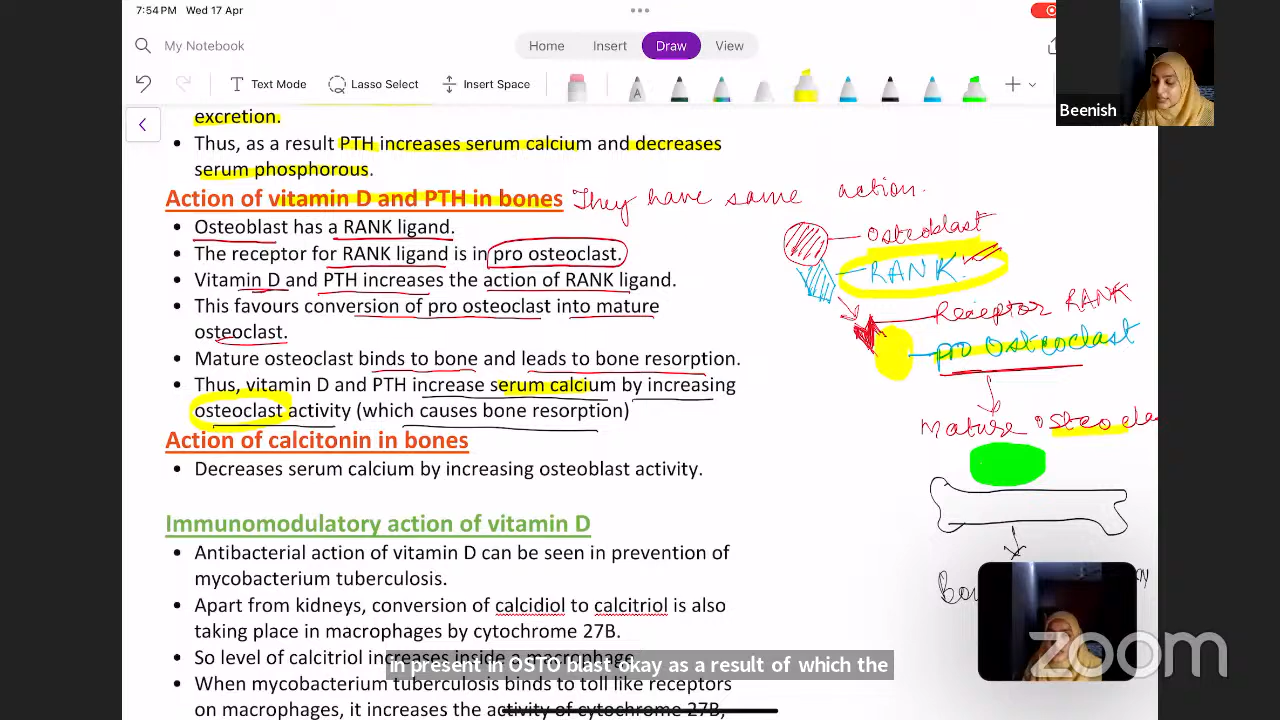 7:54 PM Wed 17 Apr
My Notebook
Home Insert Draw View
Text Mode
Lasso Select
Insert Space
Beenish
excretion.
Thus, as a result PTH increases serum calcium and decreases
serum phosphorous.
Action of vitamin D and PTH in bones
They have same action.
Osteoblast has a RANK ligand.
The receptor for RANK ligand is in pro osteoclast.
Vitamin D and PTH increases the action of RANK ligand.
This favours conversion of pro osteoclast into mature
osteoclast.
Mature osteoclast binds to bone and leads to bone resorption.
Thus, vitamin D and PTH increase serum calcium by increasing
osteoclast activity (which causes bone resorption)
Osteoblast
RANK
Receptor RANK
pro Osteoclast
Mature osteocla
Action of calcitonin in bones
Decreases serum calcium by increasing osteoblast activity.
Immunomodulatory action of vitamin D
Antibacterial action of vitamin D can be seen in prevention of
mycobacterium tuberculosis.
Apart from kidneys, conversion of calcidiol to calcitriol is also
taking place in macrophages by cytochrome 27B.
So level of calcitriol increases inside a macrophage.
When mycobacterium tuberculosis binds to toll like receptors
on macrophages, it increases the activity of cytochrome 27B,
in present in OSTO blast okay as a result of which the
zoom